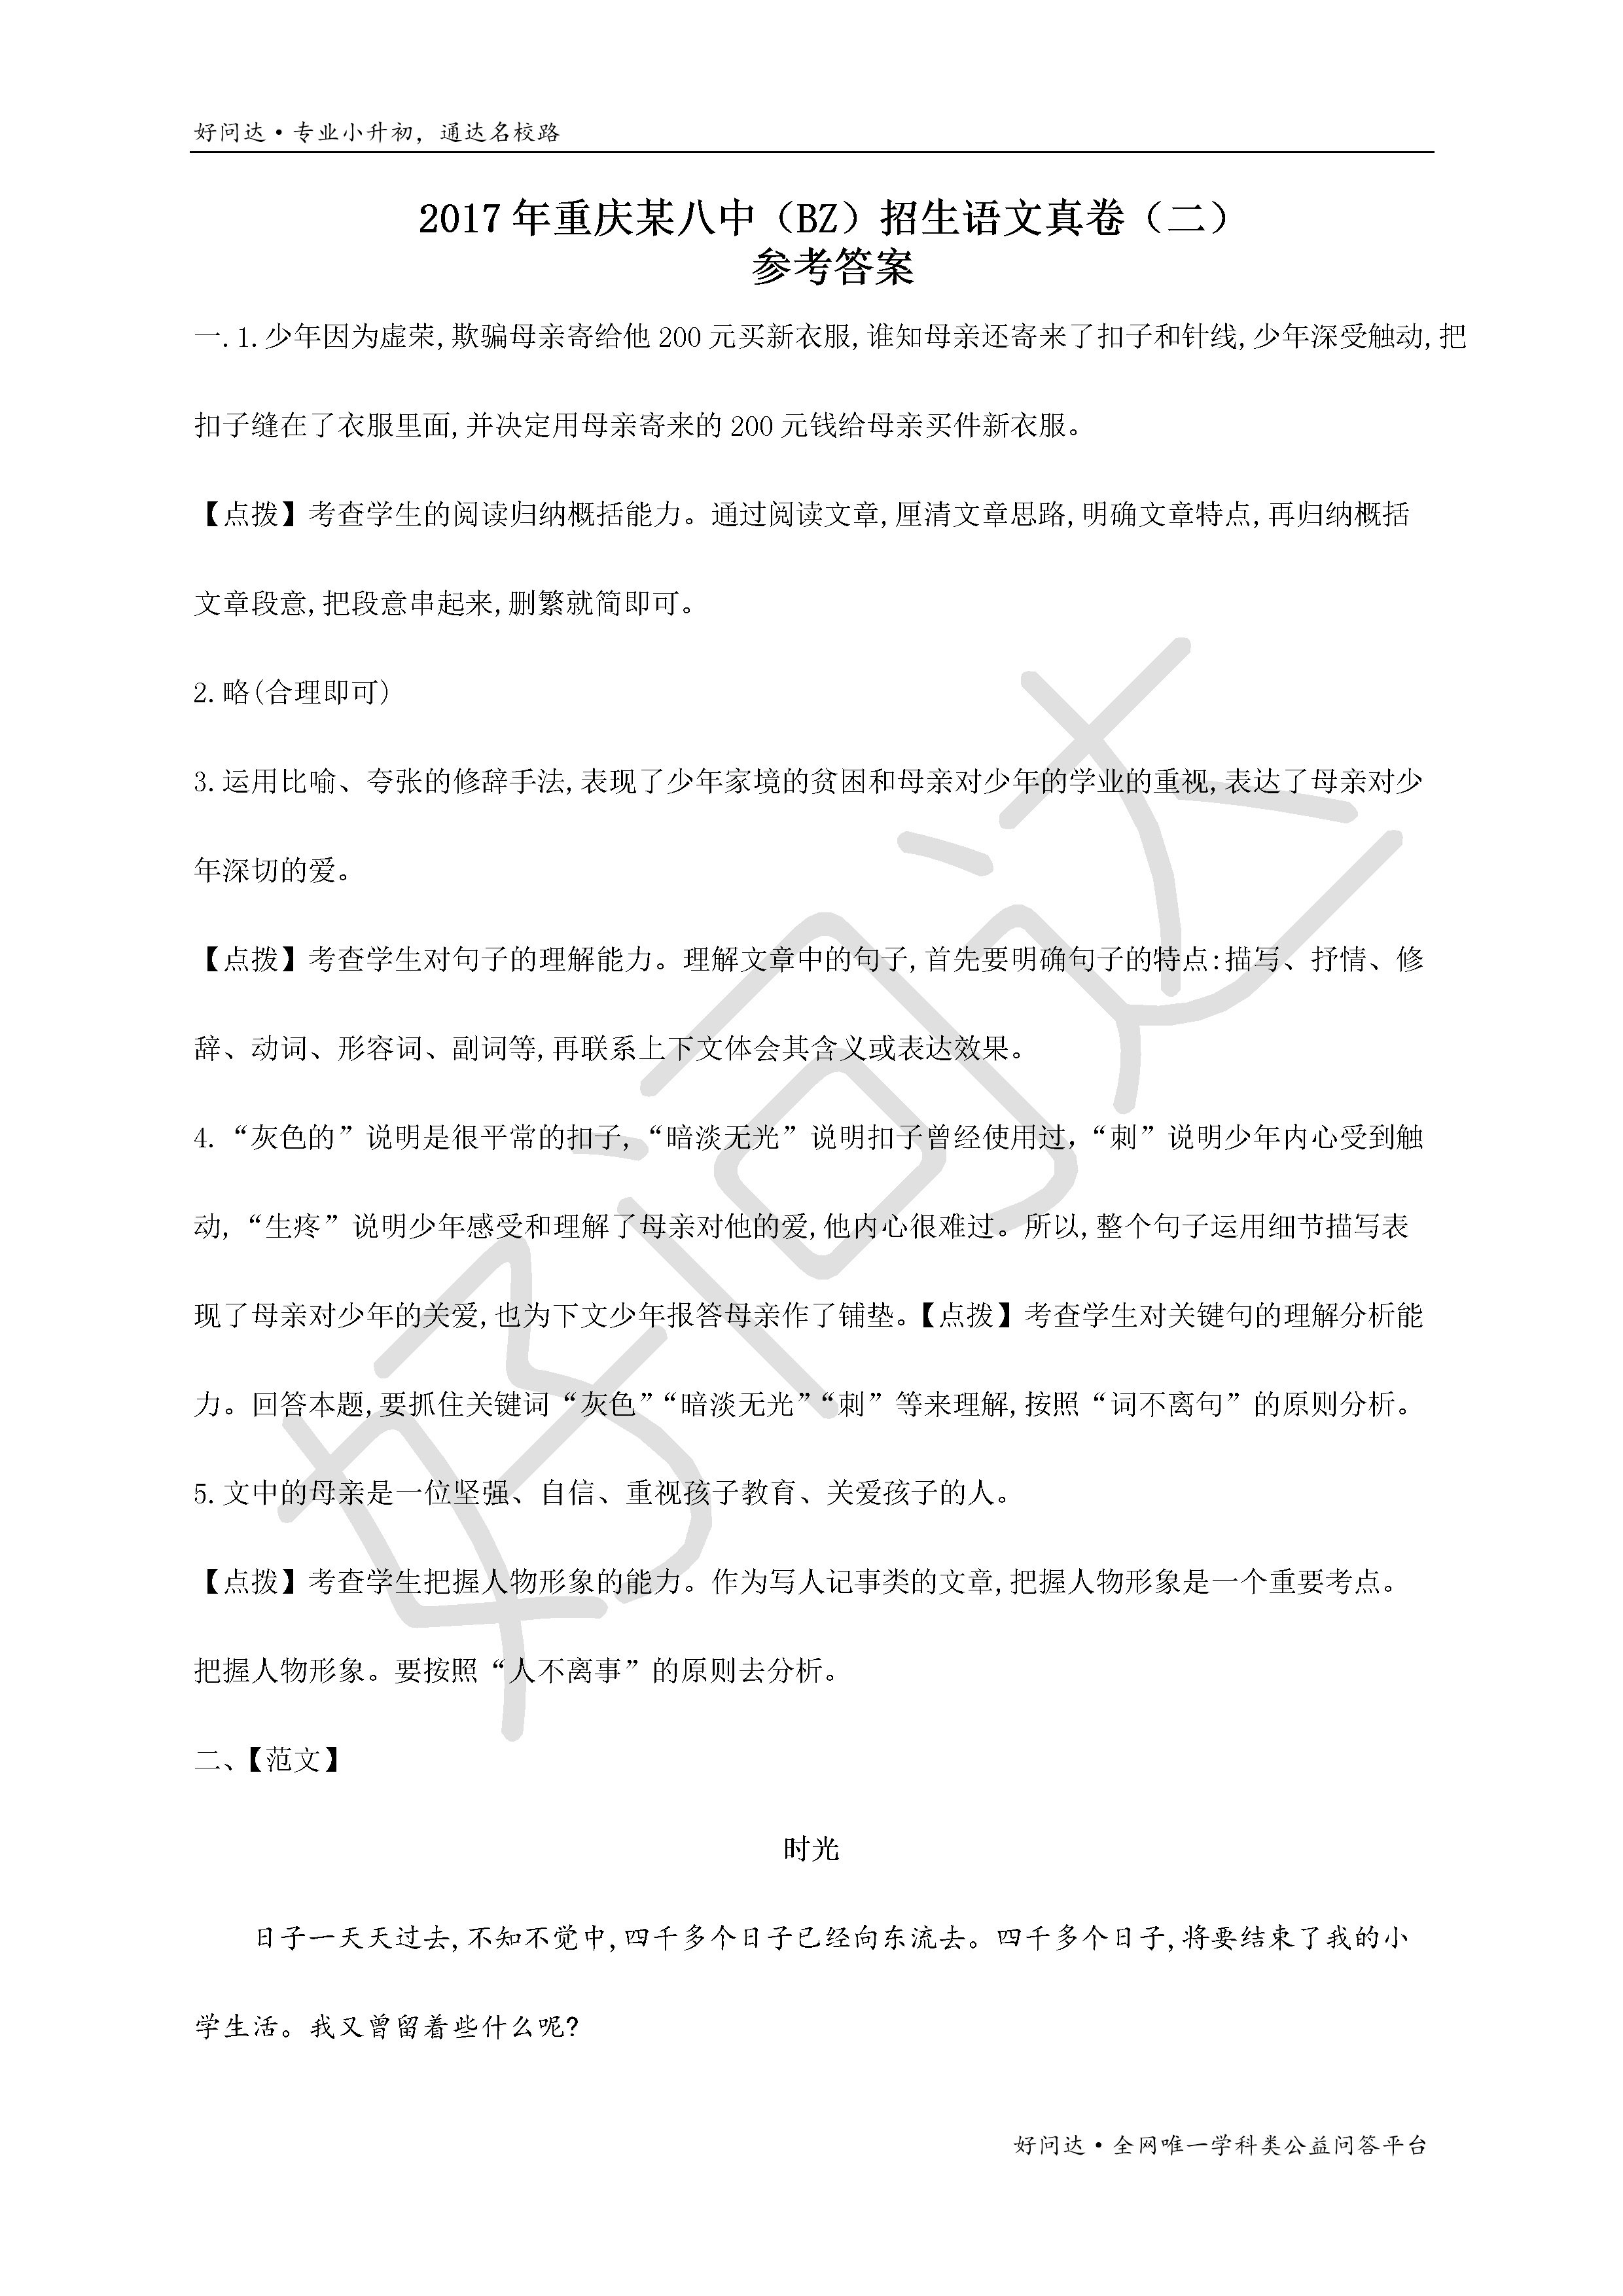 好问达·专业小升初，通达名校路
2017年重庆某八中（BZ）招生语文真卷（二）
参考答案
一.1.少年因为虚荣,欺骗母亲寄给他200元买新衣服,谁知母亲还寄来了扣子和针线,少年深受触动,把
扣子缝在了衣服里面,并决定用母亲寄来的200元钱给母亲买件新衣服。
【点拨】考查学生的阅读归纳概括能力。通过阅读文章,厘清文章思路,明确文章特点,再归纳概括
文章段意,把段意串起来,删繁就简即可。
2.略(合理即可)
3.运用比喻、夸张的修辞手法,表现了少年家境的贫困和母亲对少年的学业的重视,表达了母亲对少
年深切的爱。
【点拨】考查学生对句子的理解能力。理解文章中的句子,首先要明确句子的特点:描写、抒情、修
辞、动词、形容词、副词等,再联系上下文体会其含义或表达效果。
4.“灰色的”说明是很平常的扣子,“暗淡无光”说明扣子曾经使用过，“刺”说明少年内心受到触
动,“生疼”说明少年感受和理解了母亲对他的爱,他内心很难过。所以,整个句子运用细节描写表
现了母亲对少年的关爱,也为下文少年报答母亲作了铺垫。【点拨】考查学生对关键句的理解分析能
力。回答本题,要抓住关键词“灰色”“暗淡无光”“刺”等来理解,按照“词不离句”的原则分析。
5.文中的母亲是一位坚强、自信、重视孩子教育、关爱孩子的人。
【点拨】考查学生把握人物形象的能力。作为写人记事类的文章,把握人物形象是一个重要考点。
把握人物形象。要按照“人不离事”的原则去分析。
二、【范文】
时光
日子一天天过去,不知不觉中,四千多个日子已经向东流去。四千多个日子,将要结束了我的小
学生活。我又曾留着些什么呢?
好问达
好问达·全网唯一学科类公益问答平台